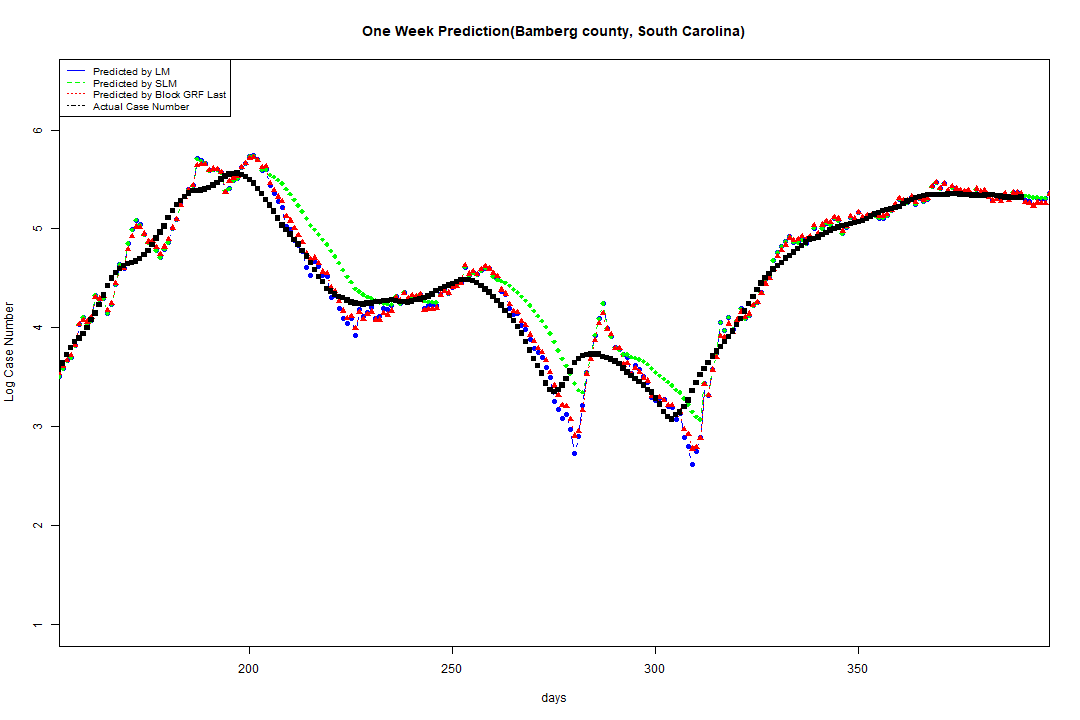 One Week Prediction(Bamberg county, South Carolina)
Predicted by LM
Predicted by SLM
Predicted by Block GRF Last
Actual Case Number
6
5
4
3
2
1
Log Case Number
200 250 300 350
days